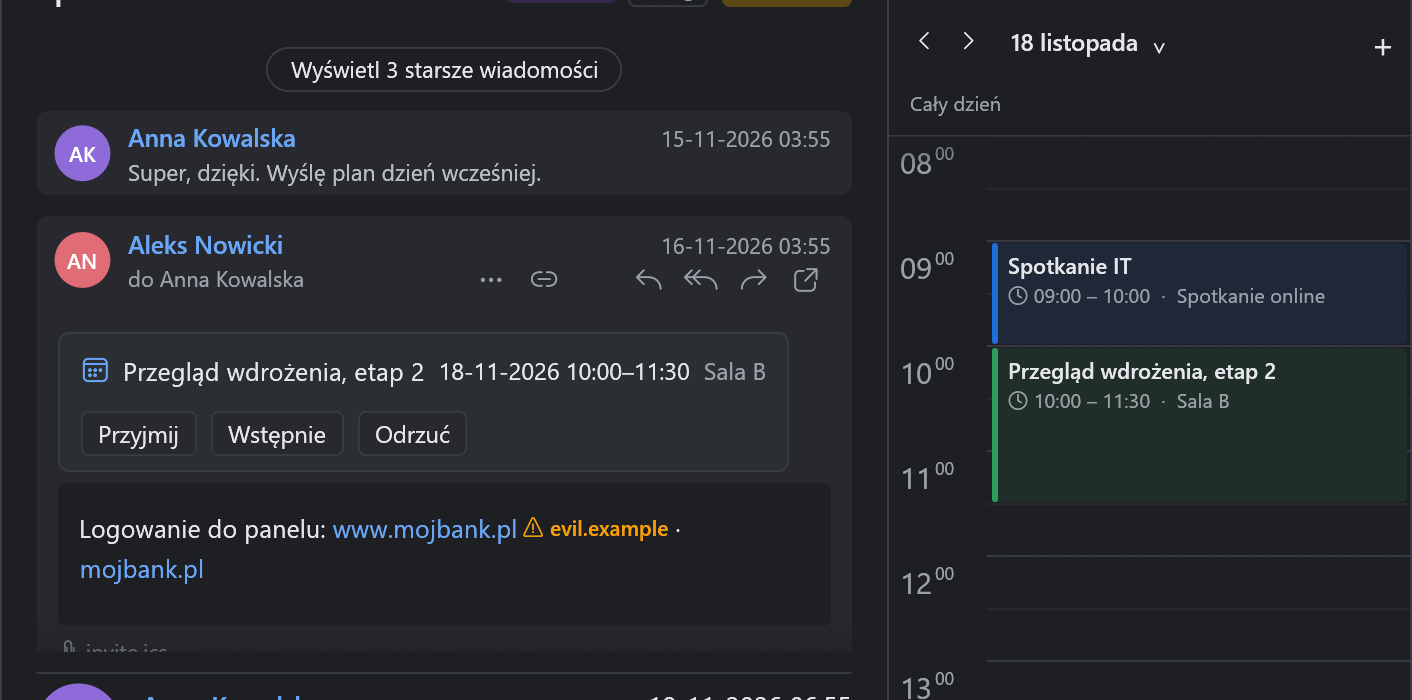 Wyświetl 3 starsze wiadomości
AK
Anna Kowalska
15-11-2026 03:55
Super, dzięki. Wyślę plan dzień wcześniej.
AN
Aleks Nowicki
16-11-2026 03:55
do Anna Kowalska
Przegląd wdrożenia, etap 2 18-11-2026 10:00–11:30 Sala B
Przyjmij Wstępnie Odrzuć
Logowanie do panelu: www.mojbank.pl ⚠ evil.example ·
mojbank.pl
18 listopada
+
Cały dzień
08 00
09 00
Spotkanie IT
09:00 – 10:00 · Spotkanie online
10 00
Przegląd wdrożenia, etap 2
10:00 – 11:30 · Sala B
11 00
12 00
13 00